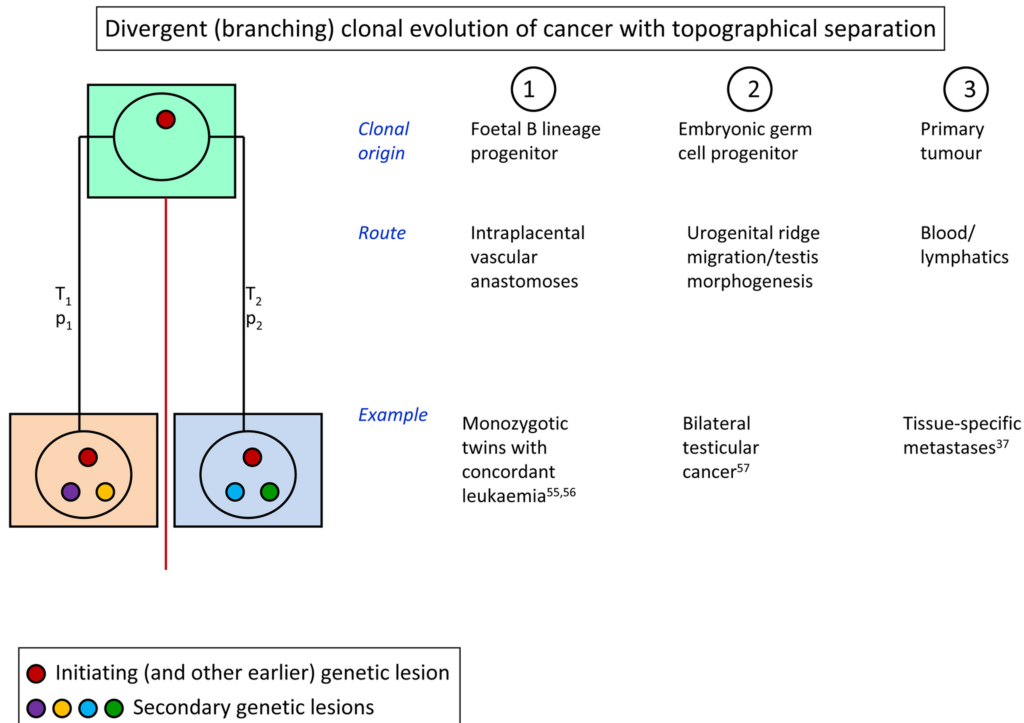 Divergent (branching) clonal evolution of cancer with topographical separation
1
2
3
Clonal
origin
Foetal B lineage
progenitor
Embryonic germ
cell progenitor
Primary
tumour
Route
Intraplacental
vascular
anastomoses
Urogenital ridge
migration/testis
morphogenesis
Blood/
lymphatics
T₁
p₁
T₂
p₂
Example
Monozygotic
twins with
concordant
leukaemia⁵⁵,⁵⁶
Bilateral
testicular
cancer⁵⁷
Tissue-specific
metastases³⁷
Initiating (and other earlier) genetic lesion
Secondary genetic lesions